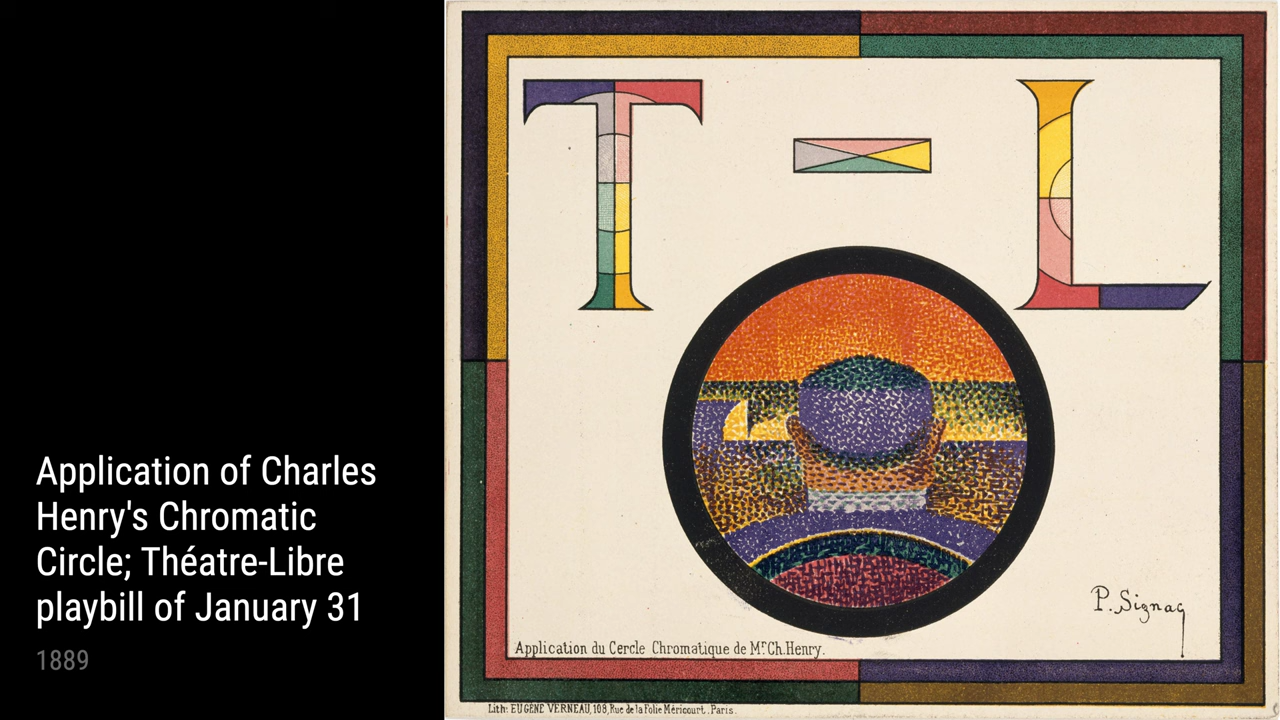 Application of Charles
Henry's Chromatic
Circle; Théatre-Libre
playbill of January 31
1889
T - L
P. Signac
Application du Cercle Chromatique de Mr Ch. Henry.
Lith: EUGÈNE VERNEAU, 108, Rue de la Folie Méricourt. Paris.